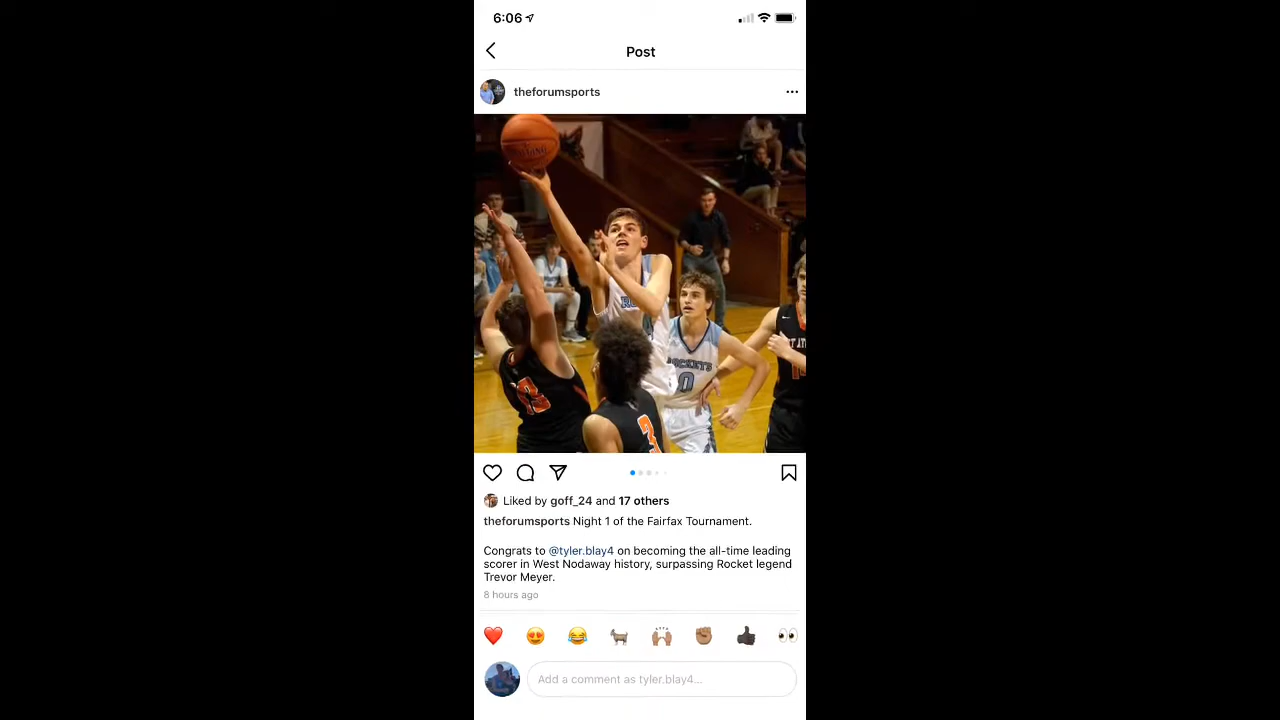 6:06
Post
theforumsports
ROCKETS
0
13
3
Liked by goff_24 and 17 others
theforumsports Night 1 of the Fairfax Tournament.
Congrats to @tyler.blay4 on becoming the all-time leading
scorer in West Nodaway history, surpassing Rocket legend
Trevor Meyer.
8 hours ago
Add a comment as tyler.blay4...